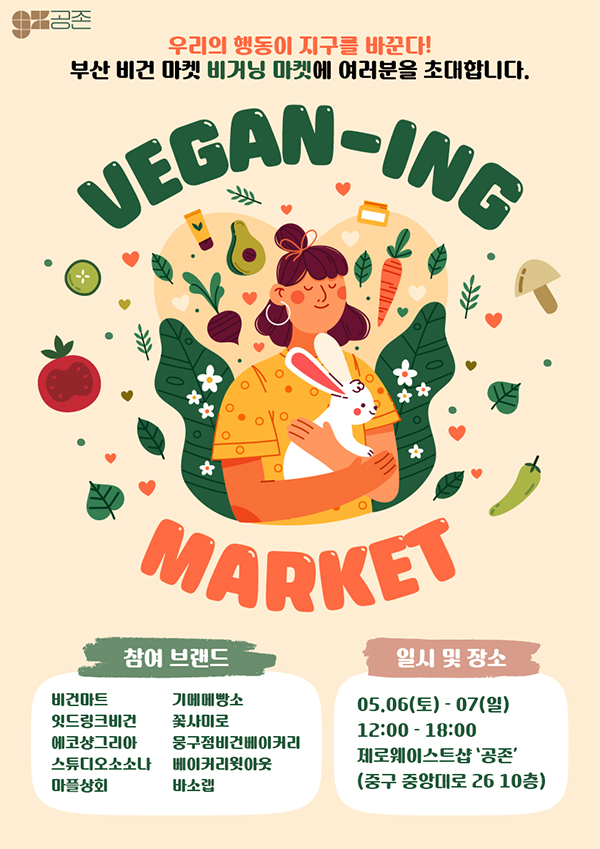 공존
우리의 행동이 지구를 바꾼다!
부산 비건 마켓 비거닝 마켓에 여러분을 초대합니다.
VEGAN-ING
MARKET
참여 브랜드
비건마트 기메메빵소
잇드링크비건 꽃사미로
에코샹그리아 뭉구점비건베이커리
스튜디오소소나 베이커리윗아웃
마플상회 바소랩
일시 및 장소
05.06(토) - 07(일)
12:00 - 18:00
제로웨이스트샵 ‘공존’
(중구 중앙대로 26 10층)